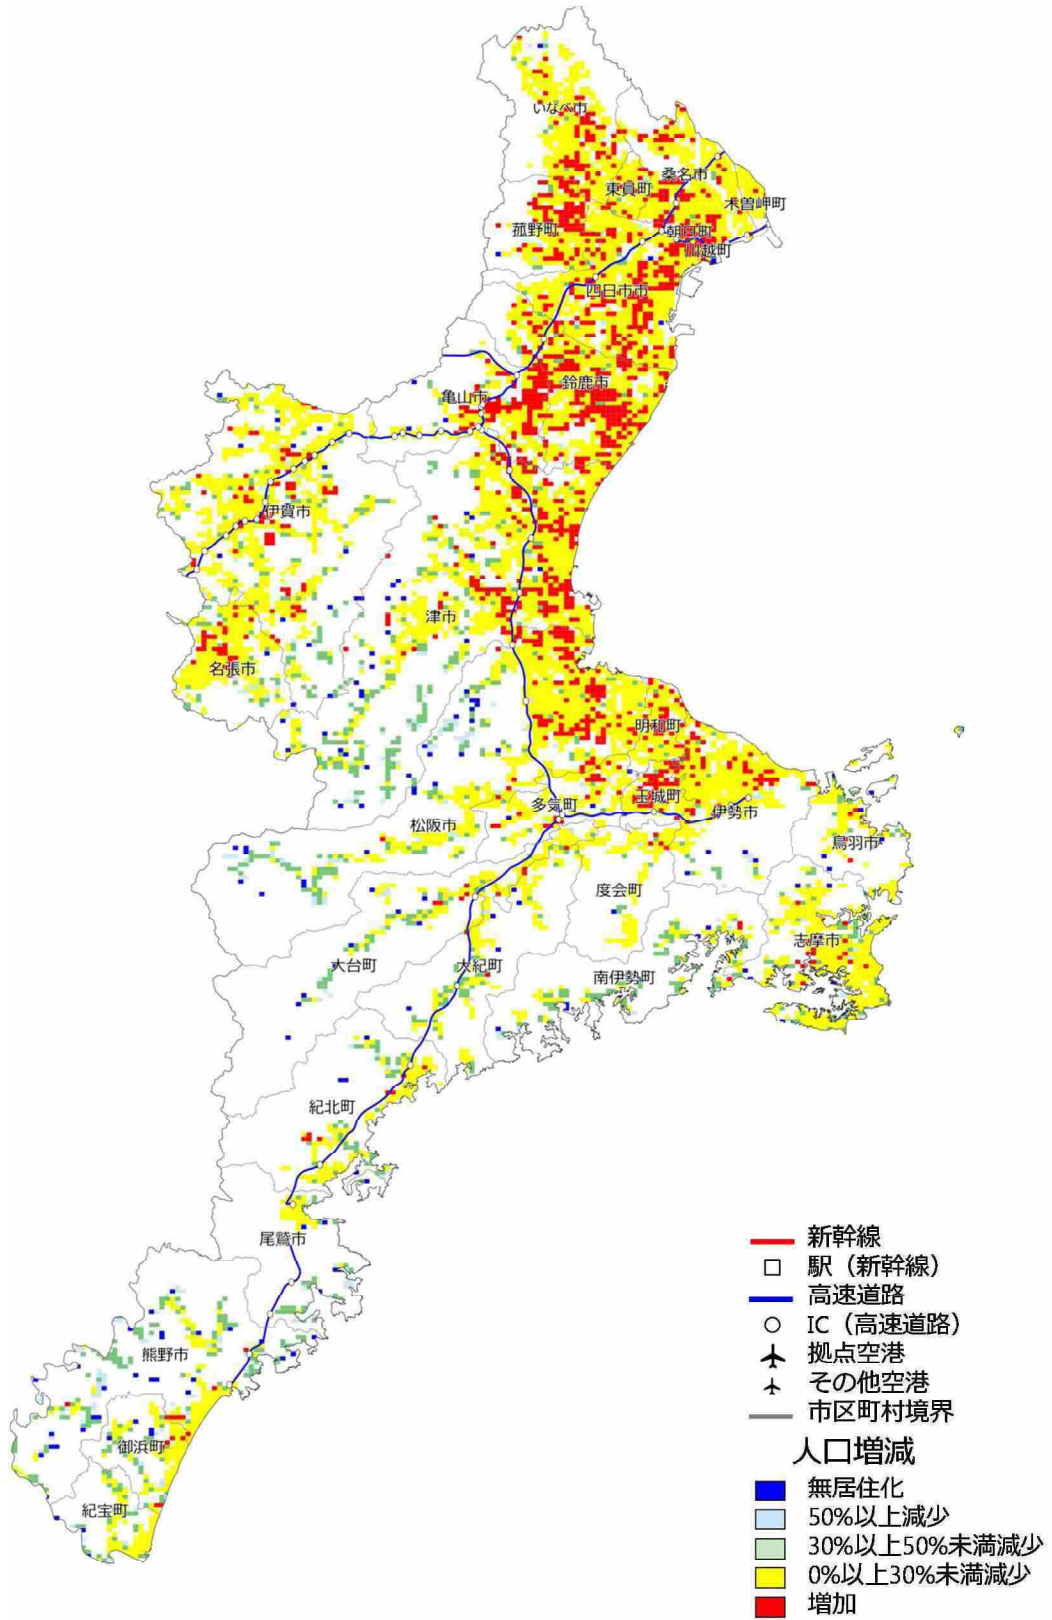 いなべ市
東員町
桑名市
木曽岬町
菰野町
朝日町
川越町
四日市市
鈴鹿市
亀山市
伊賀市
津市
名張市
明和町
多気町
玉城町
伊勢市
松阪市
鳥羽市
度会町
志摩市
大台町
大紀町
南伊勢町
紀北町
尾鷲市
熊野市
御浜町
紀宝町
新幹線
駅（新幹線）
高速道路
IC（高速道路）
拠点空港
その他空港
市区町村境界
人口増減
無居住化
50%以上減少
30%以上50%未満減少
0%以上30%未満減少
増加